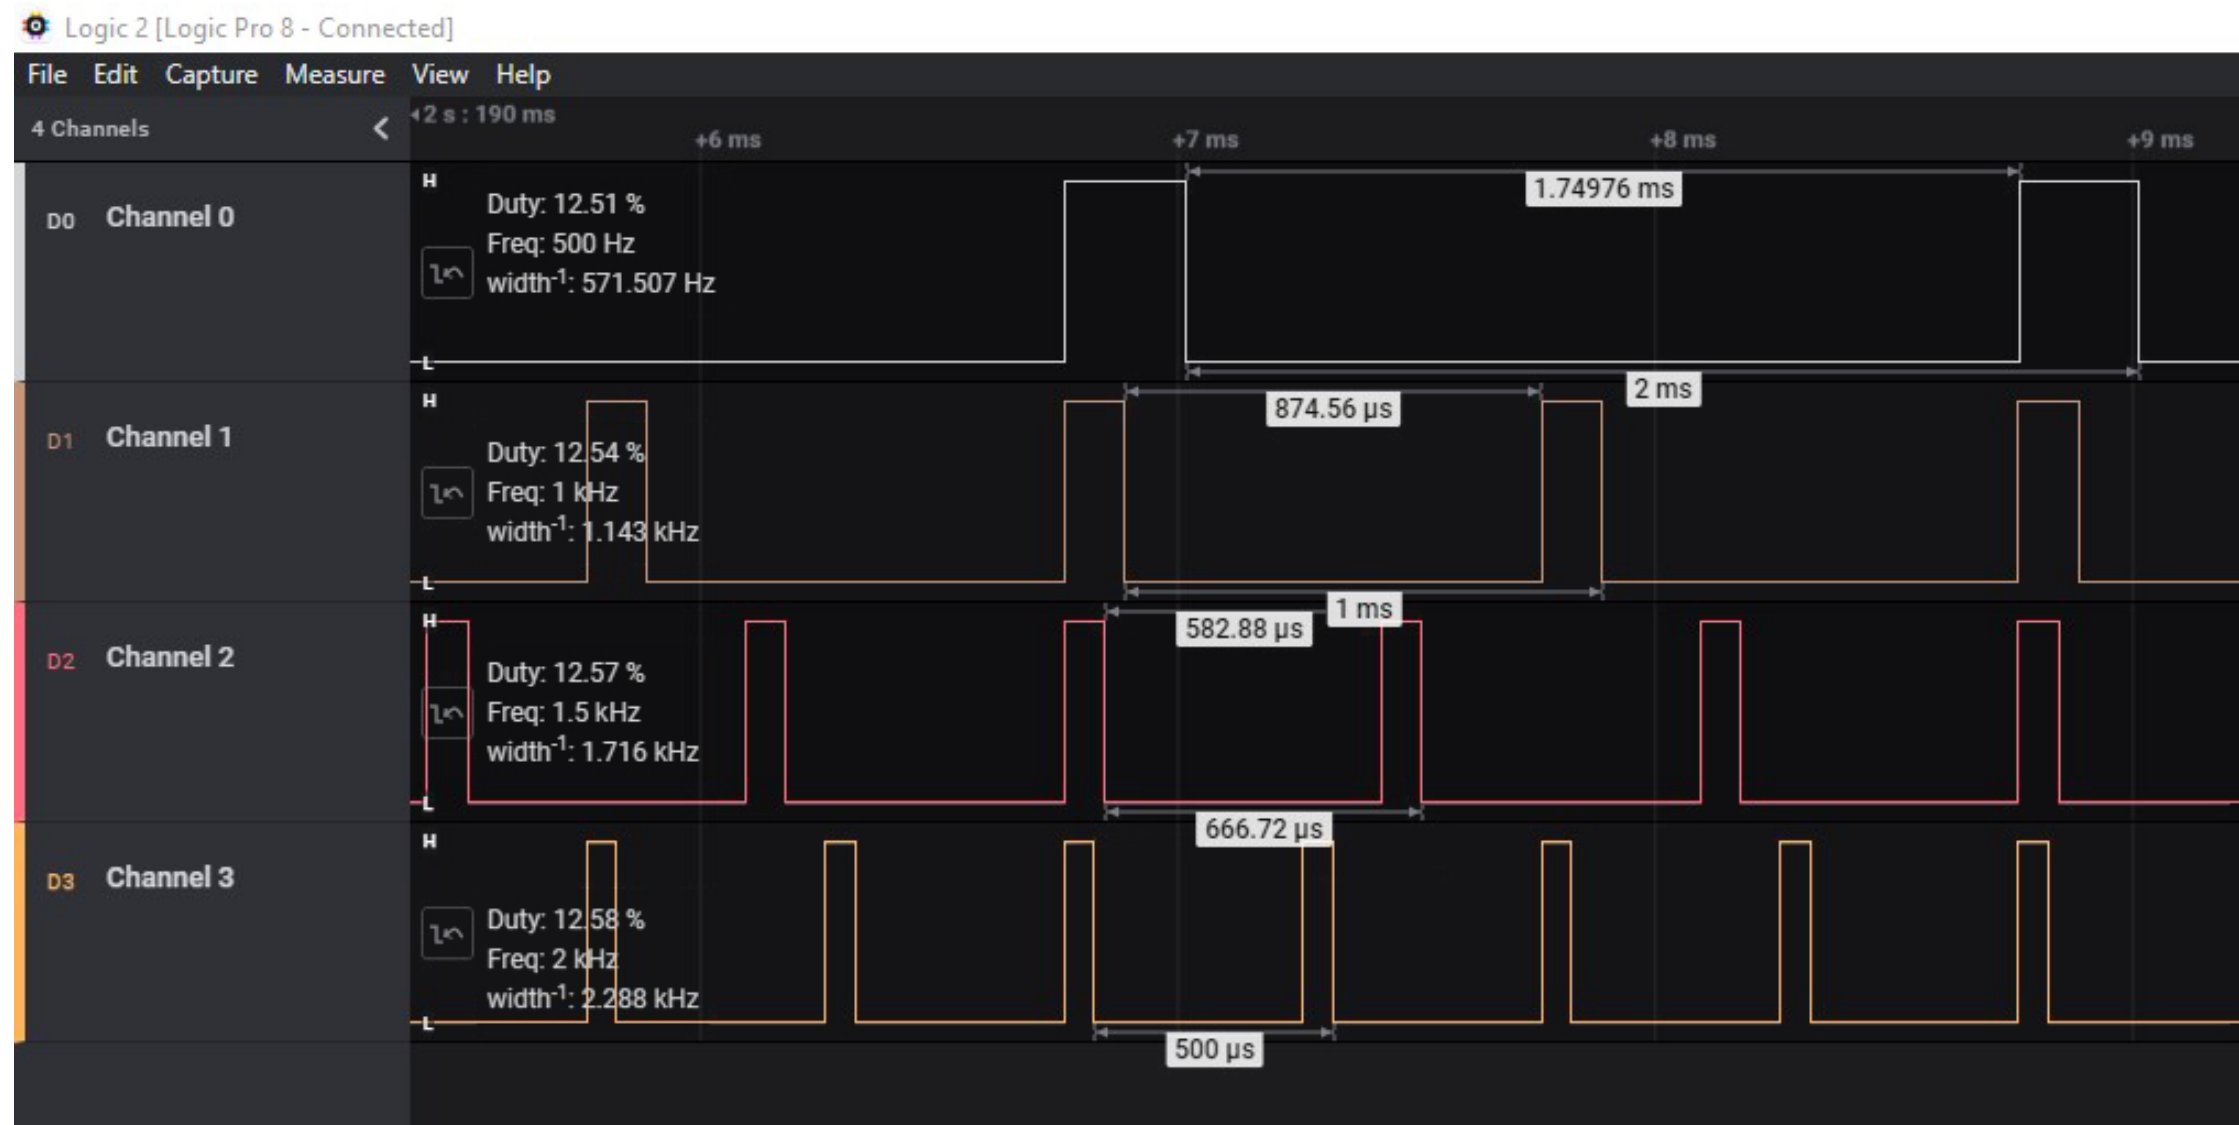 Logic 2 [Logic Pro 8 - Connected]
File Edit Capture Measure View Help
4 Channels
2 s : 190 ms
+6 ms +7 ms +8 ms +9 ms
D0 Channel 0
H
Duty: 12.51 %
Freq: 500 Hz
width⁻¹: 571.507 Hz
L
1.74976 ms
2 ms
D1 Channel 1
H
Duty: 12.54 %
Freq: 1 kHz
width⁻¹: 1.143 kHz
L
874.56 µs
1 ms
D2 Channel 2
H
Duty: 12.57 %
Freq: 1.5 kHz
width⁻¹: 1.716 kHz
L
582.88 µs
666.72 µs
D3 Channel 3
H
Duty: 12.58 %
Freq: 2 kHz
width⁻¹: 2.288 kHz
L
500 µs